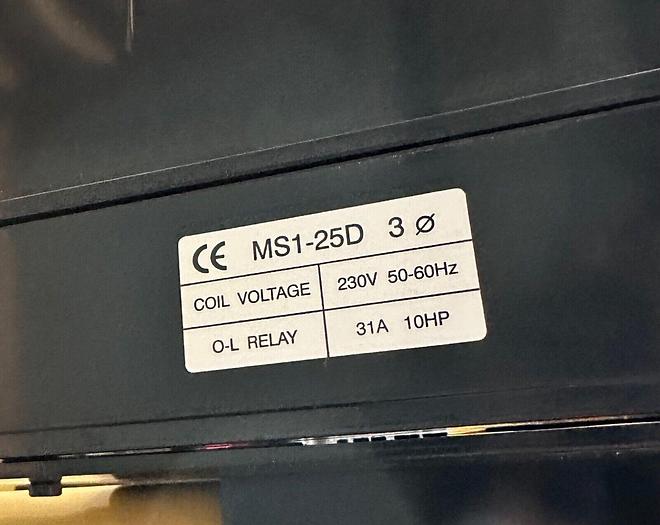 CE MS1-25D 3 Ø
COIL VOLTAGE 230V 50-60Hz
O-L RELAY 31A 10HP